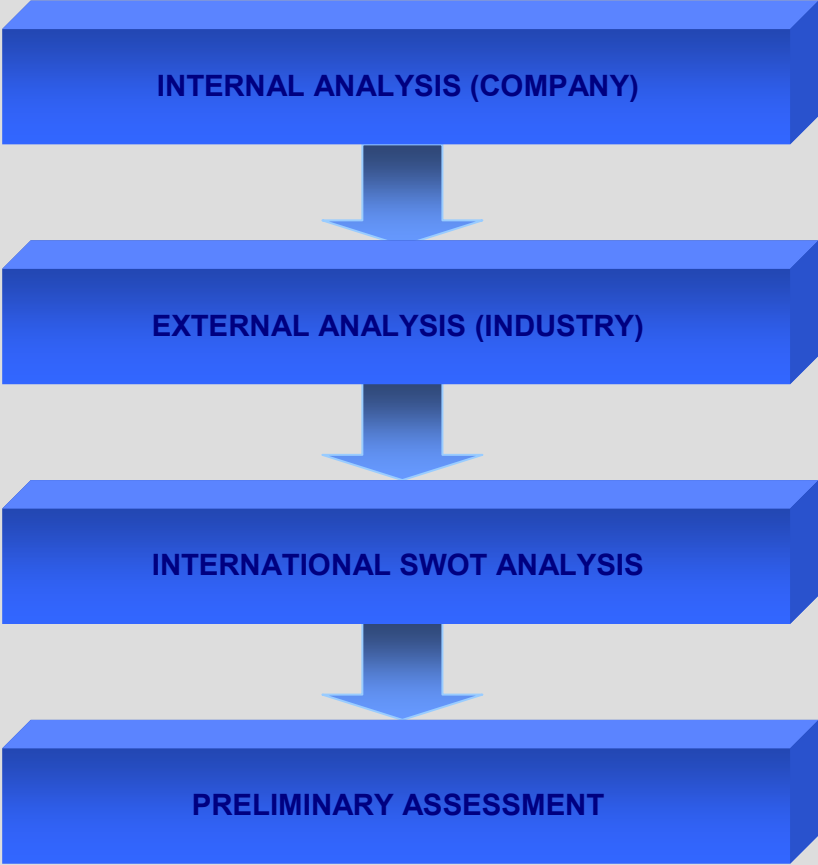 INTERNAL ANALYSIS (COMPANY)
EXTERNAL ANALYSIS (INDUSTRY)
INTERNATIONAL SWOT ANALYSIS
PRELIMINARY ASSESSMENT